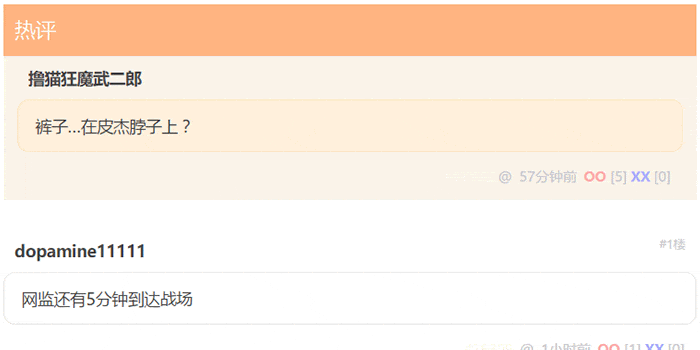 热评
撸猫狂魔武二郎
裤子...在皮杰脖子上？
@ 57分钟前 OO [5] XX [0]
dopamine11111
#1楼
网监还有5分钟到达战场
@ 1小时前 OO [1] XX [0]